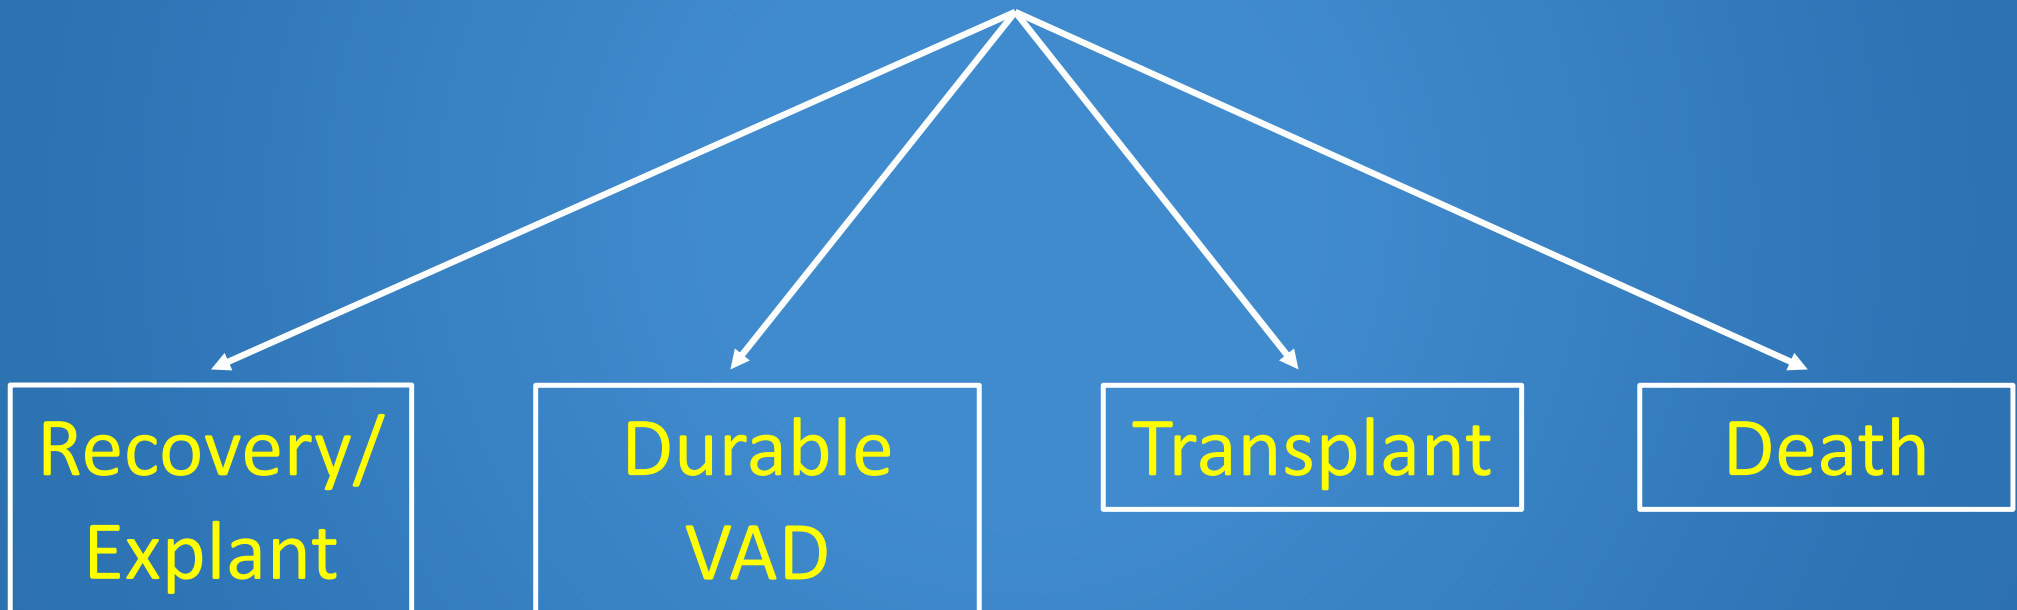 Recovery/
Explant
Durable
VAD
Transplant
Death